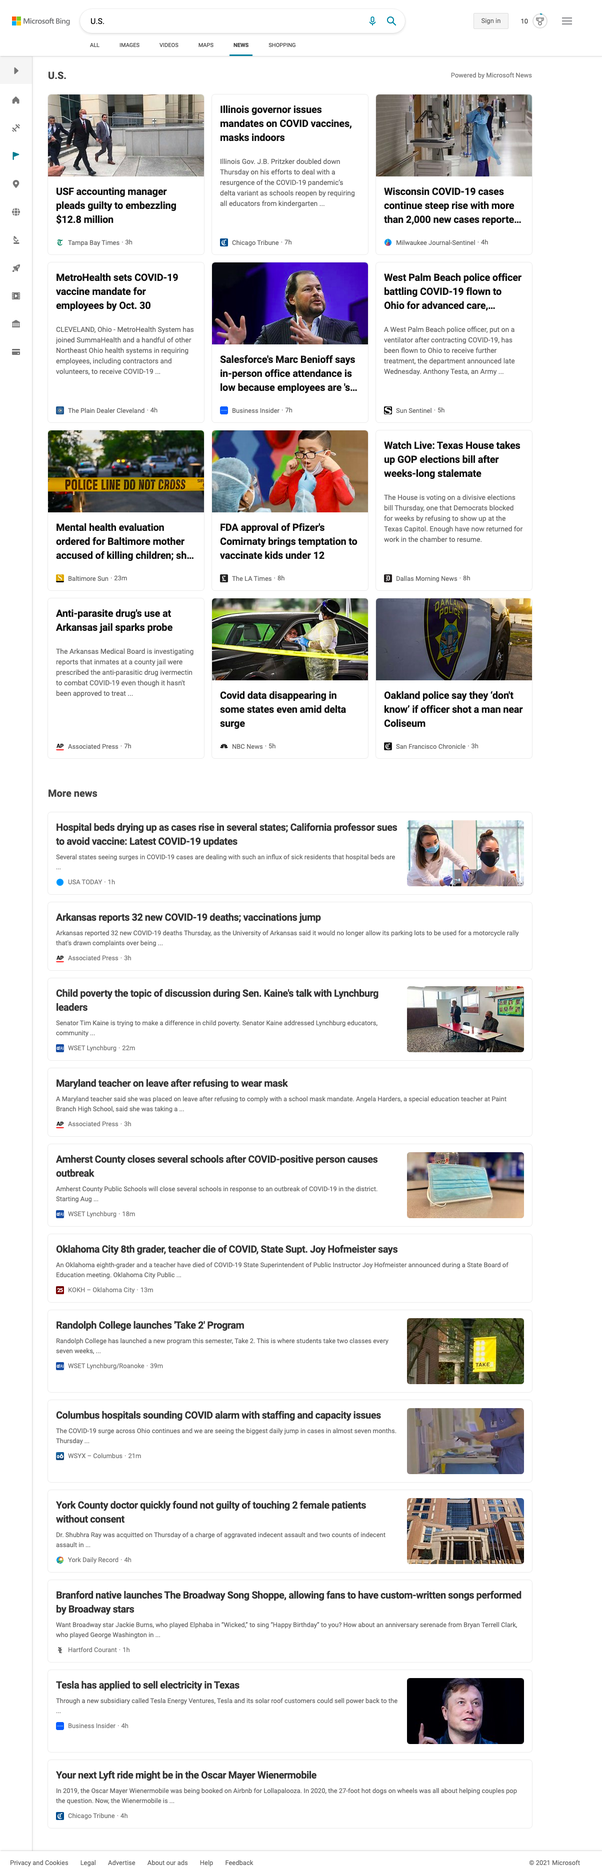 Microsoft Bing
U.S.
Sign in
10
ALL IMAGES VIDEOS MAPS NEWS SHOPPING
U.S.
Powered by Microsoft News
USF accounting manager
pleads guilty to embezzling
$12.8 million
Tampa Bay Times · 3h
Illinois governor issues
mandates on COVID vaccines,
masks indoors
Illinois Gov. J.B. Pritzker doubled down
Thursday on his efforts to deal with a
resurgence of the COVID-19 pandemic's
delta variant as schools reopen by requiring
all educators from kindergarten ...
Chicago Tribune · 7h
Wisconsin COVID-19 cases
continue steep rise with more
than 2,000 new cases reporte...
Milwaukee Journal-Sentinel · 4h
MetroHealth sets COVID-19
vaccine mandate for
employees by Oct. 30
CLEVELAND, Ohio - MetroHealth System has
joined SummaHealth and a handful of other
Northeast Ohio health systems in requiring
employees, including contractors and
volunteers, to receive COVID-19 ...
The Plain Dealer Cleveland · 4h
Salesforce's Marc Benioff says
in-person office attendance is
low because employees are 's...
Business Insider · 7h
West Palm Beach police officer
battling COVID-19 flown to
Ohio for advanced care,...
A West Palm Beach police officer, put on a
ventilator after contracting COVID-19, has
been flown to Ohio to receive further
treatment, the department announced late
Wednesday. Anthony Testa, an Army ...
Sun Sentinel · 5h
POLICE LINE DO NOT CROSS
Mental health evaluation
ordered for Baltimore mother
accused of killing children; sh...
Baltimore Sun · 23m
FDA approval of Pfizer's
Comirnaty brings temptation to
vaccinate kids under 12
The LA Times · 8h
Watch Live: Texas House takes
up GOP elections bill after
weeks-long stalemate
The House is voting on a divisive elections
bill Thursday, one that Democrats blocked
for weeks by refusing to show up at the
Texas Capitol. Enough have now returned for
work in the chamber to resume.
Dallas Morning News · 8h
Anti-parasite drug's use at
Arkansas jail sparks probe
The Arkansas Medical Board is investigating
reports that inmates at a county jail were
prescribed the anti-parasitic drug ivermectin
to combat COVID-19 even though it hasn't
been approved to treat ...
AP Associated Press · 7h
Covid data disappearing in
some states even amid delta
surge
NBC News · 5h
OAKLAND
POLICE
Oakland police say they 'don't
know' if officer shot a man near
Coliseum
San Francisco Chronicle · 3h
More news
Hospital beds drying up as cases rise in several states; California professor sues
to avoid vaccine: Latest COVID-19 updates
Several states seeing surges in COVID-19 cases are dealing with such an influx of sick residents that hospital beds are
...
USA TODAY · 1h
Arkansas reports 32 new COVID-19 deaths; vaccinations jump
Arkansas reported 32 new COVID-19 deaths Thursday, as the University of Arkansas said it would no longer allow its parking lots to be used for a motorcycle rally
that's drawn complaints over being ...
AP Associated Press · 3h
Child poverty the topic of discussion during Sen. Kaine's talk with Lynchburg
leaders
Senator Tim Kaine is trying to make a difference in child poverty. Senator Kaine addressed Lynchburg educators,
community ...
WSET Lynchburg · 22m
Maryland teacher on leave after refusing to wear mask
A Maryland teacher said she was placed on leave after refusing to comply with a school mask mandate. Angela Harders, a special education teacher at Paint
Branch High School, said she was taking a ...
AP Associated Press · 3h
Amherst County closes several schools after COVID-positive person causes
outbreak
Amherst County Public Schools will close several schools in response to an outbreak of COVID-19 in the district.
Starting Aug ...
WSET Lynchburg · 18m
Oklahoma City 8th grader, teacher die of COVID, State Supt. Joy Hofmeister says
An Oklahoma eighth-grader and a teacher have died of COVID-19 State Superintendent of Public Instructor Joy Hofmeister announced during a State Board of
Education meeting. Oklahoma City Public ...
25 KOKH – Oklahoma City · 13m
Randolph College launches 'Take 2' Program
Randolph College has launched a new program this semester, Take 2. This is where students take two classes every
seven weeks, ...
WSET Lynchburg/Roanoke · 39m
TAKE
Columbus hospitals sounding COVID alarm with staffing and capacity issues
The COVID-19 surge across Ohio continues and we are seeing the biggest daily jump in cases in almost seven months.
Thursday ...
WSYX – Columbus · 21m
York County doctor quickly found not guilty of touching 2 female patients
without consent
Dr. Shubhra Ray was acquitted on Thursday of a charge of aggravated indecent assault and two counts of indecent
assault in ...
York Daily Record · 4h
Branford native launches The Broadway Song Shoppe, allowing fans to have custom-written songs performed
by Broadway stars
Want Broadway star Jackie Burns, who played Elphaba in "Wicked," to sing "Happy Birthday" to you? How about an anniversary serenade from Bryan Terrell Clark,
who played George Washington in ...
Hartford Courant · 1h
Tesla has applied to sell electricity in Texas
Through a new subsidiary called Tesla Energy Ventures, Tesla and its solar roof customers could sell power back to the
...
Business Insider · 4h
Your next Lyft ride might be in the Oscar Mayer Wienermobile
In 2019, the Oscar Mayer Wienermobile was being booked on Airbnb for Lollapalooza. In 2020, the 27-foot hot dogs on wheels was all about helping couples pop
the question. Now, the Wienermobile is ...
Chicago Tribune · 4h
Privacy and Cookies Legal Advertise About our ads Help Feedback © 2021 Microsoft